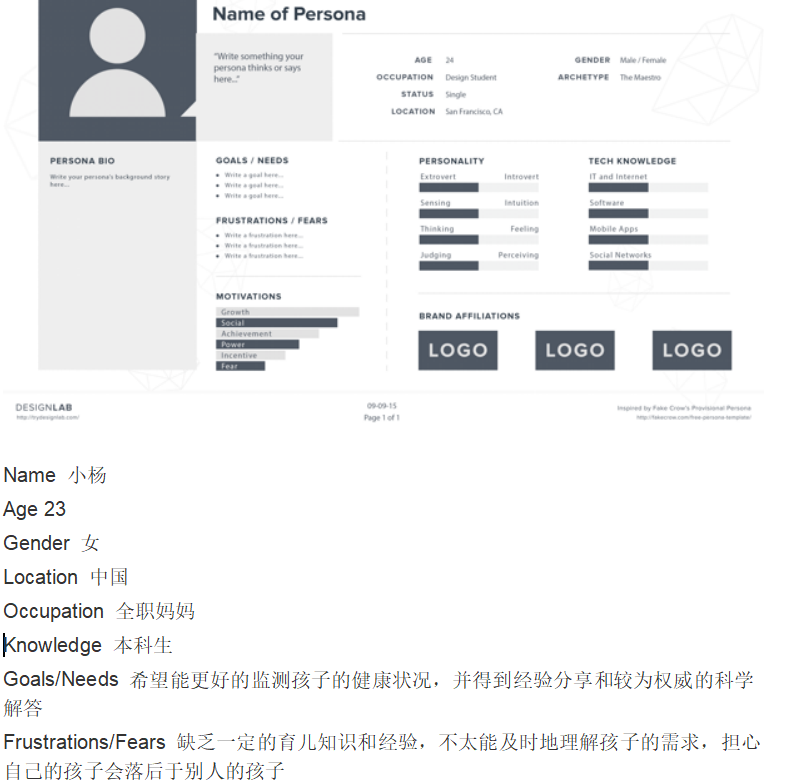 Name of Persona
"Write something your
persona thinks or says
here..."
AGE 24
OCCUPATION Design Student
STATUS Single
LOCATION San Francisco, CA
GENDER Male / Female
ARCHETYPE The Maestro
PERSONA BIO
Write your persona's background story
here...
GOALS / NEEDS
• Write a goal here...
• Write a goal here...
• Write a goal here...
FRUSTRATIONS / FEARS
• Write a frustration here...
• Write a frustration here...
• Write a frustration here...
MOTIVATIONS
Growth
Social
Achievement
Power
Incentive
Fear
PERSONALITY
Extrovert Introvert
Sensing Intuition
Thinking Feeling
Judging Perceiving
TECH KNOWLEDGE
IT and Internet
Software
Mobile Apps
Social Networks
BRAND AFFILIATIONS
LOGO LOGO LOGO
DESIGNLAB
http://trydesignlab.com/
09-09-15
Page 1 of 1
Inspired by Fake Crow's Provisional Persona
http://fakecrow.com/free-persona-template/
Name 小杨
Age 23
Gender 女
Location 中国
Occupation 全职妈妈
Knowledge 本科生
Goals/Needs 希望能更好的监测孩子的健康状况，并得到经验分享和较为权威的科学
解答
Frustrations/Fears 缺乏一定的育儿知识和经验，不太能及时地理解孩子的需求，担心
自己的孩子会落后于别人的孩子